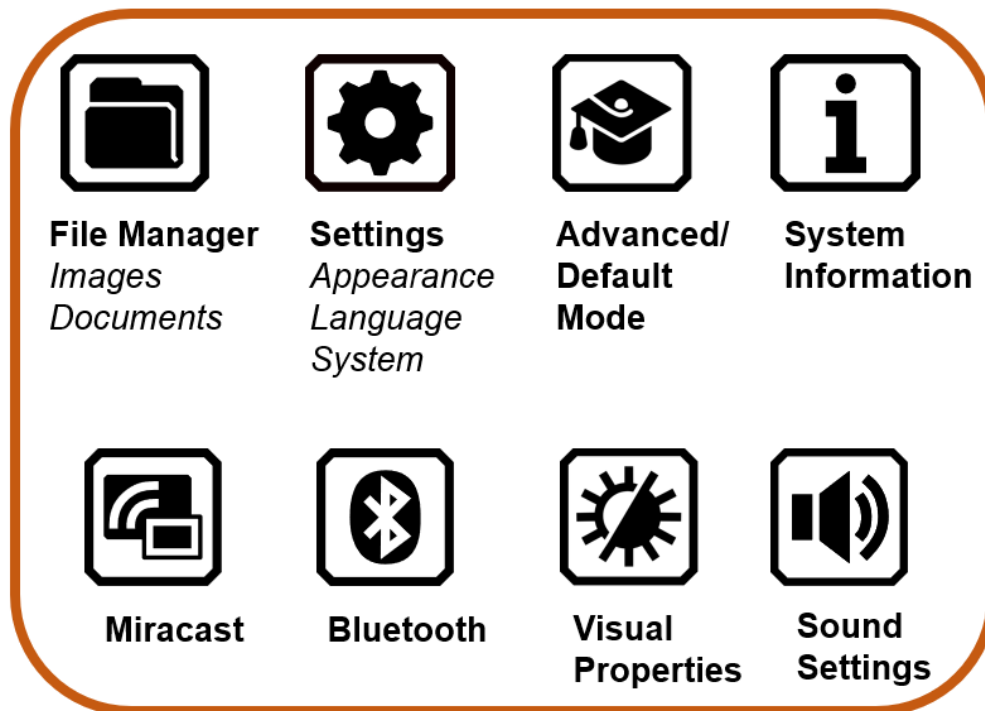 File Manager
Images
Documents
Settings
Appearance
Language
System
Advanced/
Default
Mode
System
Information
Miracast
Bluetooth
Visual
Properties
Sound
Settings